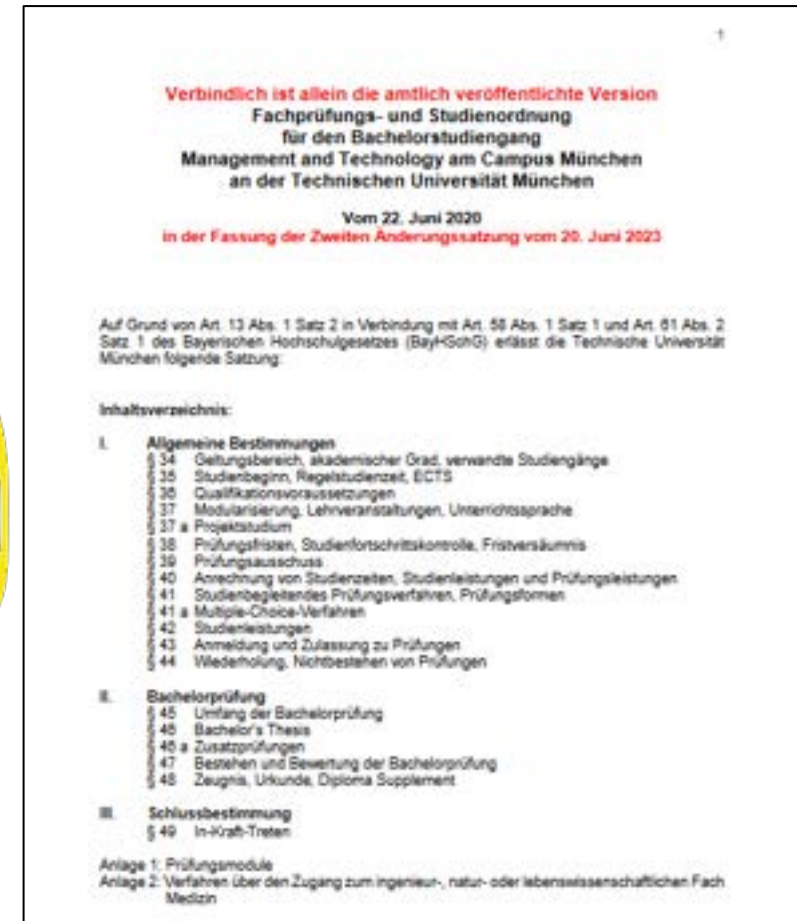 1
Verbindlich ist allein die amtlich veröffentlichte Version
Fachprüfungs- und Studienordnung
für den Bachelorstudiengang
Management and Technology am Campus München
an der Technischen Universität München
Vom 22. Juni 2020
in der Fassung der Zweiten Änderungssatzung vom 20. Juni 2023
Auf Grund von Art. 13 Abs. 1 Satz 2 in Verbindung mit Art. 58 Abs. 1 Satz 1 und Art. 61 Abs. 2
Satz 1 des Bayerischen Hochschulgesetzes (BayHSchG) erlässt die Technische Universität
München folgende Satzung:
Inhaltsverzeichnis:
I. Allgemeine Bestimmungen
§ 34 Geltungsbereich, akademischer Grad, verwandte Studiengänge
§ 35 Studienbeginn, Regelstudienzeit, ECTS
§ 36 Qualifikationsvoraussetzungen
§ 37 Modularisierung, Lehrveranstaltungen, Unterrichtssprache
§ 37 a Projektstudium
§ 38 Prüfungsfristen, Studienfortschrittskontrolle, Fristversäumnis
§ 39 Prüfungsausschuss
§ 40 Anrechnung von Studienzeiten, Studienleistungen und Prüfungsleistungen
§ 41 Studienbegleitendes Prüfungsverfahren, Prüfungsformen
§ 41 a Multiple-Choice-Verfahren
§ 42 Studienleistungen
§ 43 Anmeldung und Zulassung zu Prüfungen
§ 44 Wiederholung, Nichtbestehen von Prüfungen
II. Bachelorprüfung
§ 45 Umfang der Bachelorprüfung
§ 46 Bachelor's Thesis
§ 46 a Zusatzprüfungen
§ 47 Bestehen und Bewertung der Bachelorprüfung
§ 48 Zeugnis, Urkunde, Diploma Supplement
III. Schlussbestimmung
§ 49 In-Kraft-Treten
Anlage 1: Prüfungsmodule
Anlage 2: Verfahren über den Zugang zum ingenieur-, natur- oder lebenswissenschaftlichen Fach
Medizin